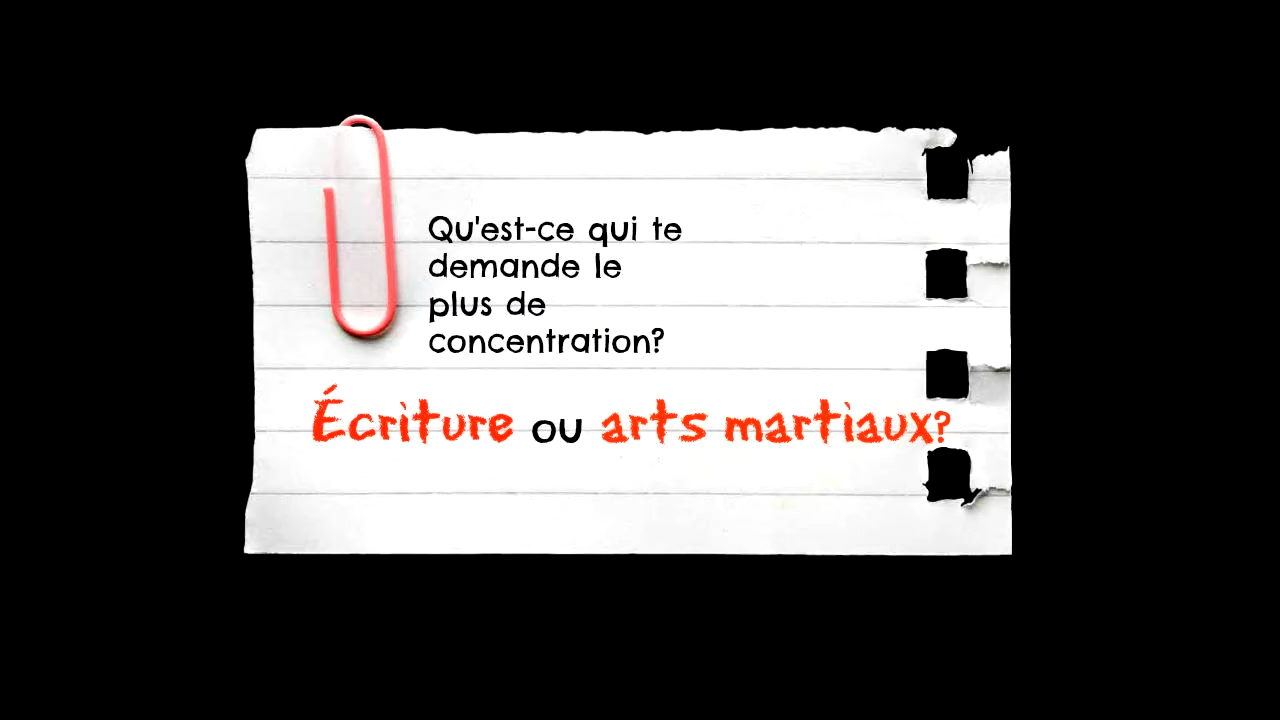 Qu'est-ce qui te
demande le
plus de
concentration?
Écriture ou arts martiaux?